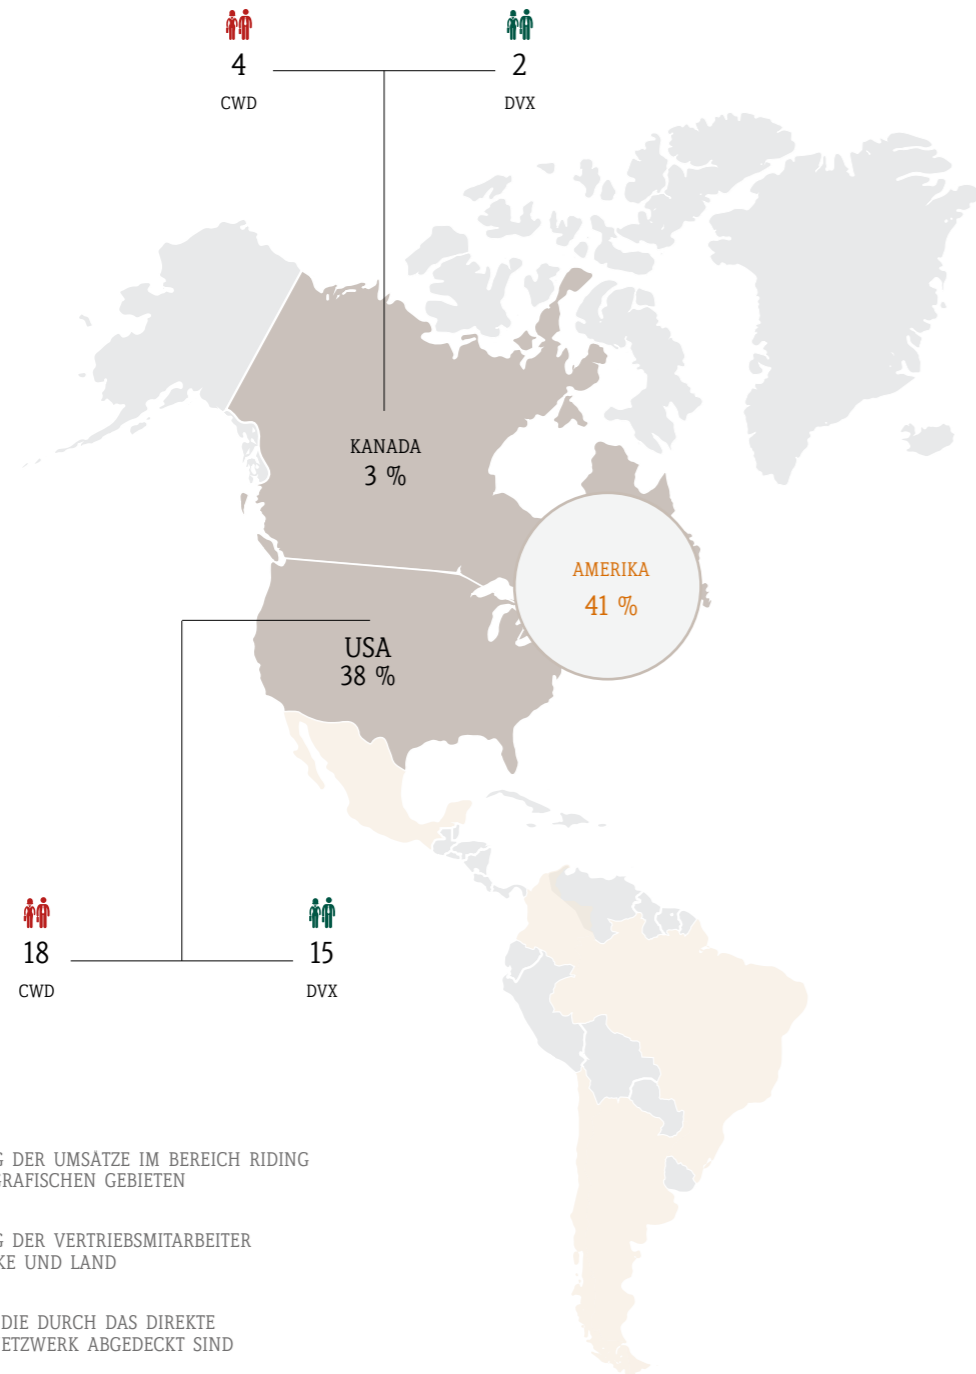 4
CWD
2
DVX
KANADA
3 %
AMERIKA
41 %
USA
38 %
18
CWD
15
DVX
G DER UMSÄTZE IM BEREICH RIDING
GRAFISCHEN GEBIETEN
G DER VERTRIEBSMITARBEITER
KE UND LAND
DIE DURCH DAS DIREKTE
ETZWERK ABGEDECKT SIND